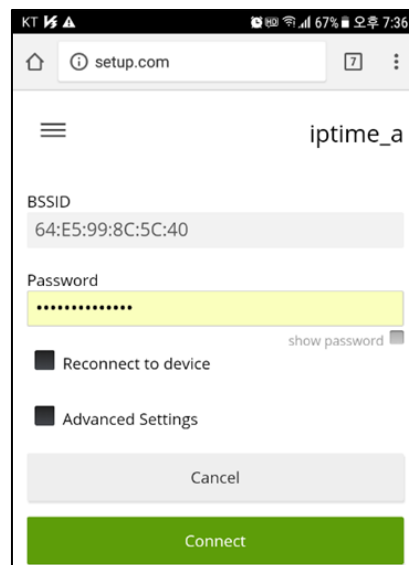 KT 67% 오후 7:36
setup.com 7
iptime_a
BSSID
64:E5:99:8C:5C:40
Password
••••••••••••••
show password
Reconnect to device
Advanced Settings
Cancel
Connect